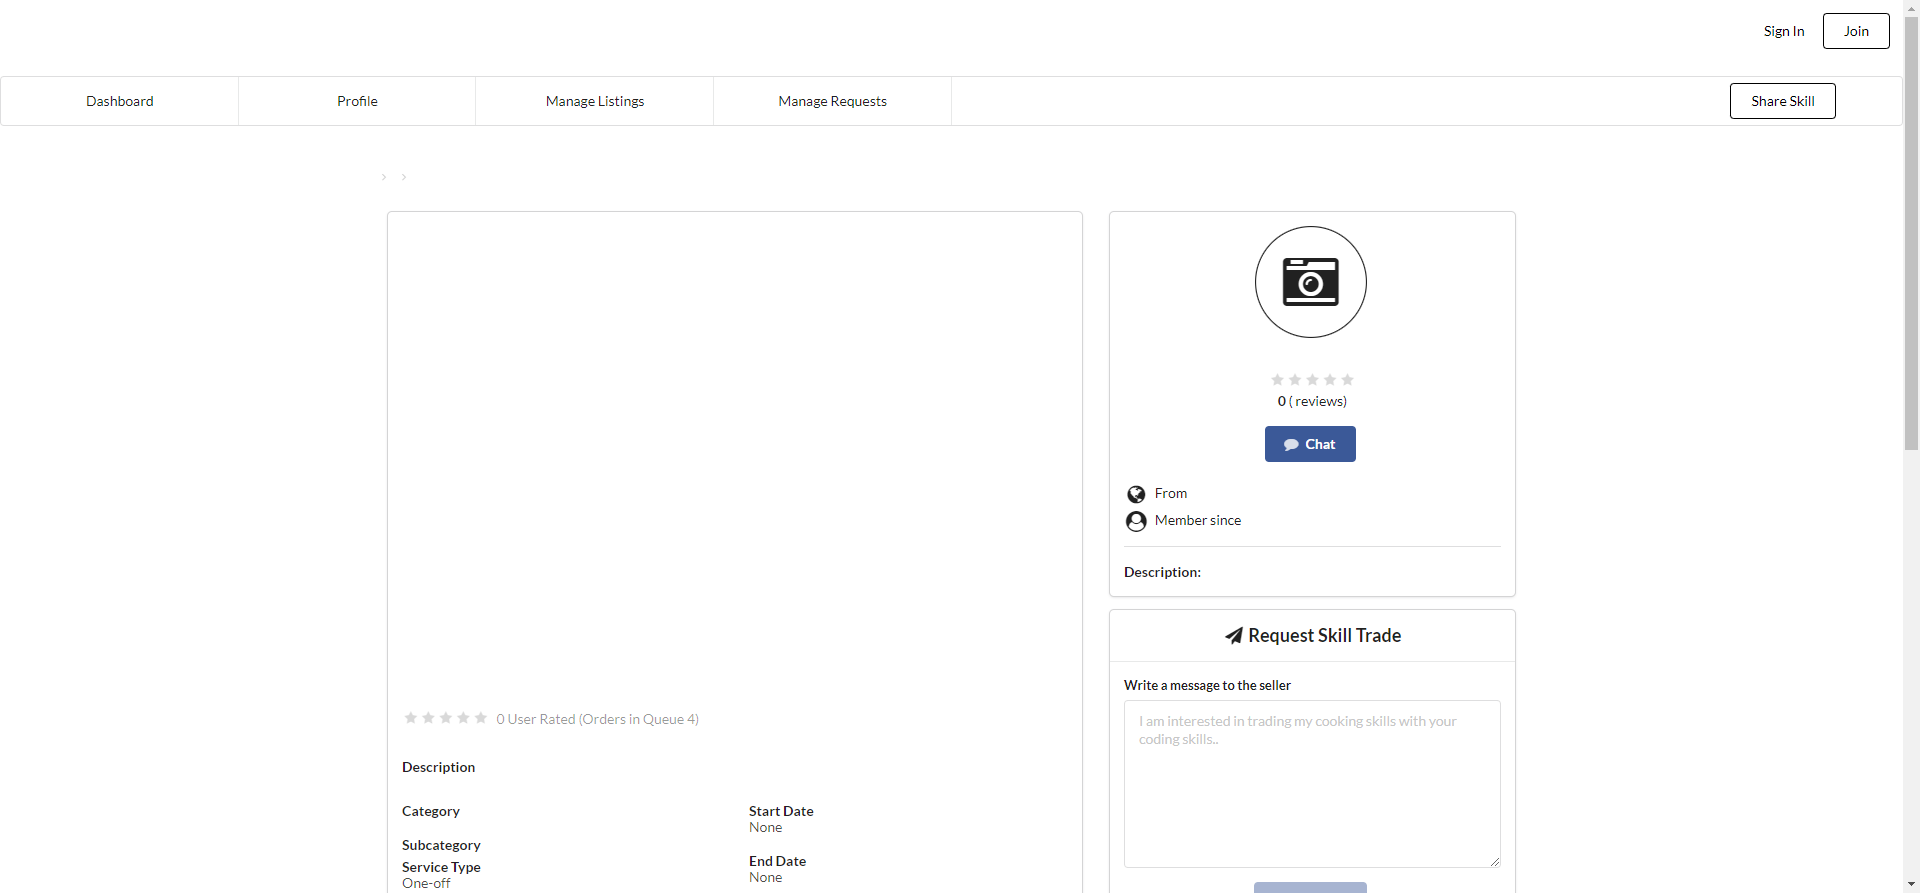 Sign In
Join
Dashboard
Profile
Manage Listings
Manage Requests
Share Skill
0 ( reviews)
Chat
From
Member since
Description:
Request Skill Trade
Write a message to the seller
I am interested in trading my cooking skills with your
coding skills..
0 User Rated (Orders in Queue 4)
Description
Category
Subcategory
Service Type
One-off
Start Date
None
End Date
None